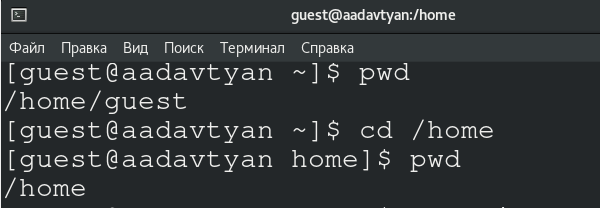 guest@aadavtyan:/home
Файл Правка Вид Поиск Терминал Справка
[guest@aadavtyan ~]$ pwd
/home/guest
[guest@aadavtyan ~]$ cd /home
[guest@aadavtyan home]$ pwd
/home